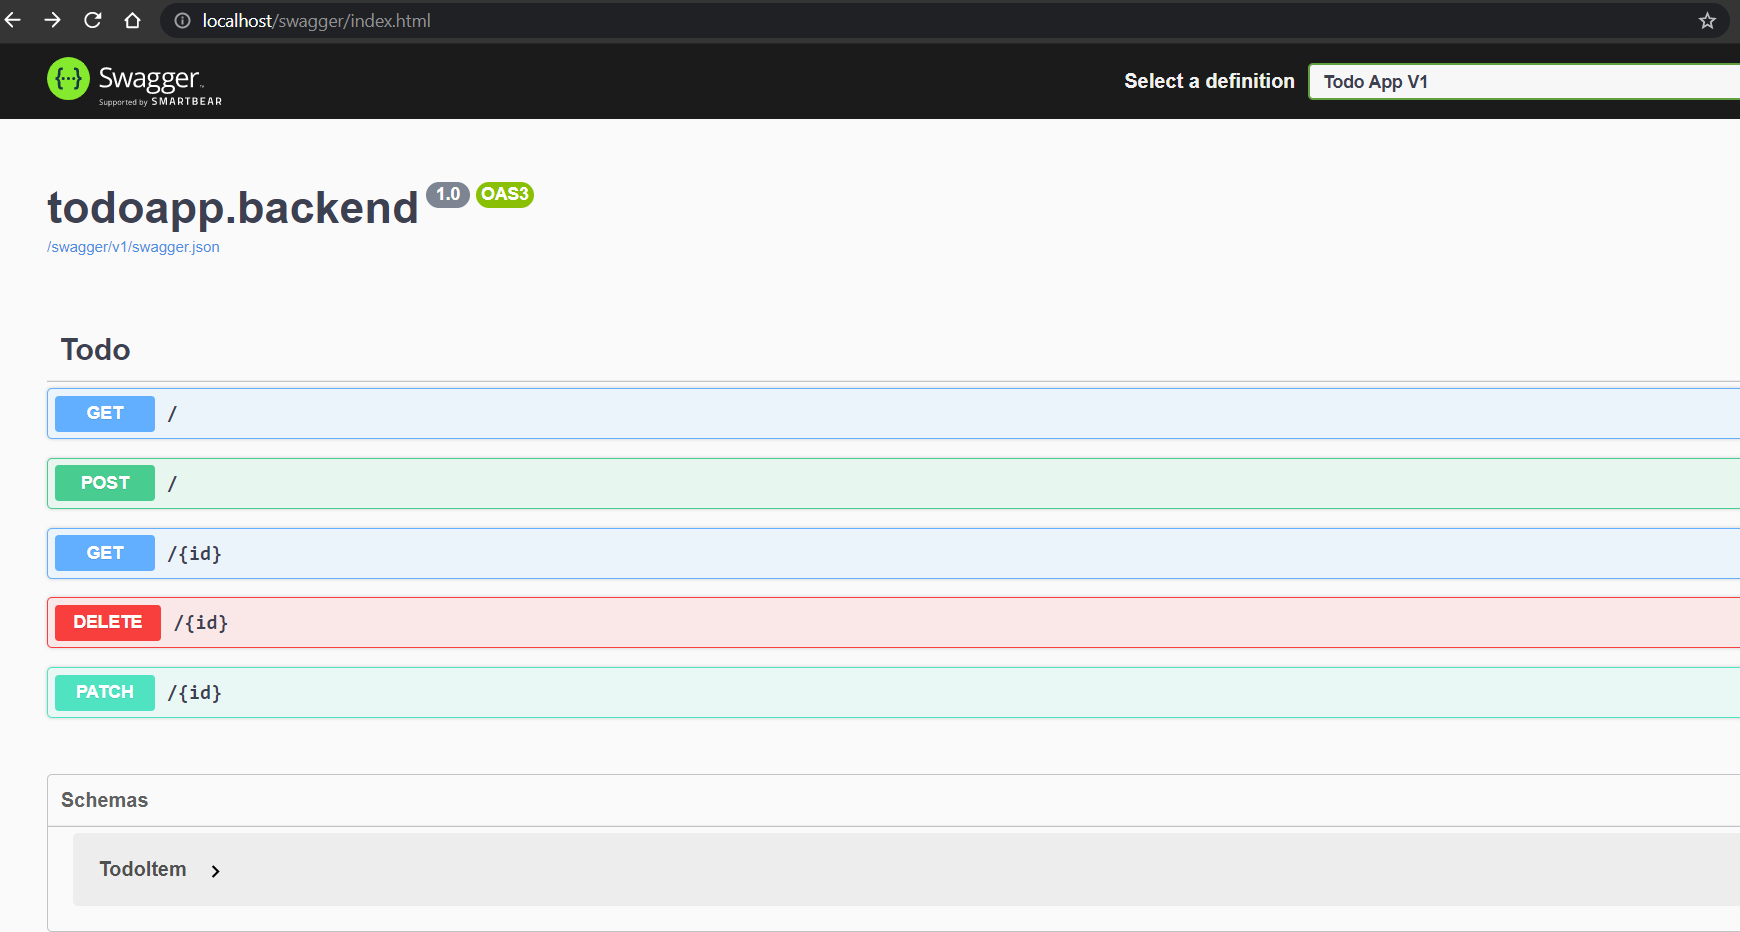 localhost/swagger/index.html
{···} Swagger
Supported by SMARTBEAR
Select a definition
Todo App V1
todoapp.backend 1.0 OAS3
/swagger/v1/swagger.json
Todo
GET /
POST /
GET /{id}
DELETE /{id}
PATCH /{id}
Schemas
TodoItem